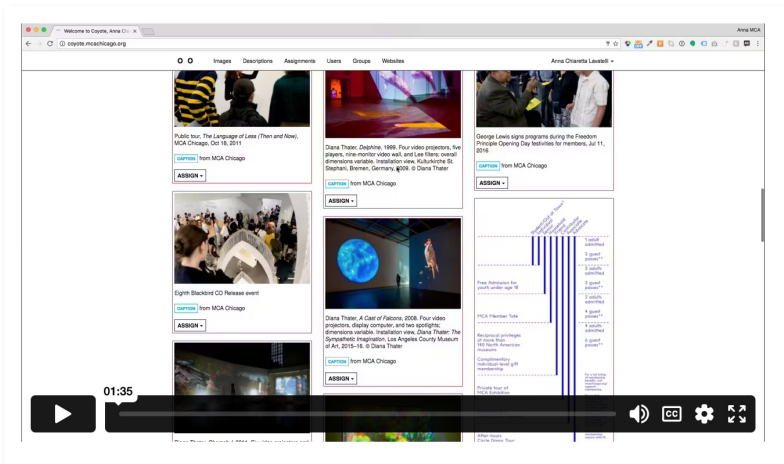 Welcome to Coyote, Anna Chi
Anna MCA
coyote.mcachicago.org
Images Descriptions Assignments Users Groups Websites
Anna Chiaretta Lavatelli
Public tour, The Language of Less (Then and Now),
MCA Chicago, Oct 18, 2011
CAPTION from MCA Chicago
ASSIGN
Eighth Blackbird CD Release event
CAPTION from MCA Chicago
ASSIGN
Diana Thater, Delphine, 1999. Four video projectors, five
players, nine-monitor video wall, and Lee filters; overall
dimensions variable. Installation view, Kulturkirche St.
Stephani, Bremen, Germany, 2009. © Diana Thater
CAPTION from MCA Chicago
ASSIGN
Diana Thater, A Cast of Falcons, 2008. Four video
projectors, display computer, and two spotlights;
dimensions variable. Installation view, Diana Thater: The
Sympathetic Imagination, Los Angeles County Museum
of Art, 2015–16. © Diana Thater
CAPTION from MCA Chicago
ASSIGN
George Lewis signs programs during the Freedom
Principle Opening Day festivities for members, Jul 11,
2016
CAPTION from MCA Chicago
ASSIGN
1 adult
admitted
2 guest
passes**
2 adults
admitted
Free Admission for
youth under age 18
2 guest
passes**
2 adults
admitted
MCA Member Tote
4 guest
passes**
4 adults
admitted
Reciprocal privileges
at more than
140 North American
museums
6 guest
passes**
Complimentary
individual-level gift
membership
Private tour of
MCA Exhibition
After hours
01:35
CC